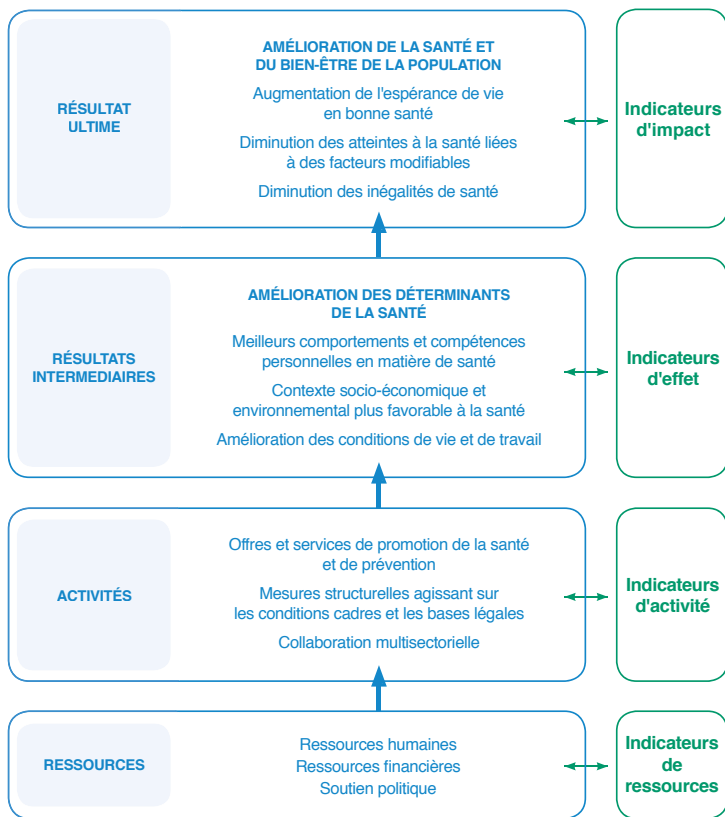 RÉSULTAT
ULTIME
AMÉLIORATION DE LA SANTÉ ET
DU BIEN-ÊTRE DE LA POPULATION
Augmentation de l'espérance de vie
en bonne santé
Diminution des atteintes à la santé liées
à des facteurs modifiables
Diminution des inégalités de santé
Indicateurs
d'impact
RÉSULTATS
INTERMEDIAIRES
AMÉLIORATION DES DÉTERMINANTS
DE LA SANTÉ
Meilleurs comportements et compétences
personnelles en matière de santé
Contexte socio-économique et
environnemental plus favorable à la santé
Amélioration des conditions de vie et de travail
Indicateurs
d'effet
ACTIVITÉS
Offres et services de promotion de la santé
et de prévention
Mesures structurelles agissant sur
les conditions cadres et les bases légales
Collaboration multisectorielle
Indicateurs
d'activité
RESSOURCES
Ressources humaines
Ressources financières
Soutien politique
Indicateurs
de
ressources